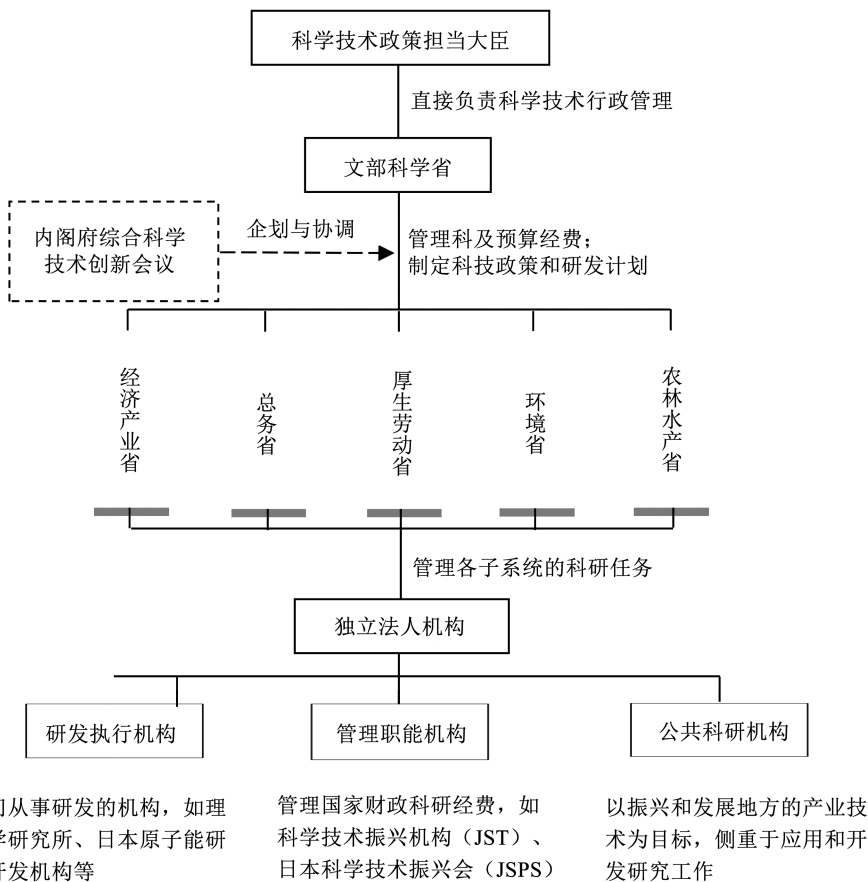 科学技术政策担当大臣
直接负责科学技术行政管理
文部科学省
内阁府综合科学
技术创新会议
企划与协调
管理科及预算经费；
制定科技政策和研发计划
经济产业省
总务省
厚生劳动省
环境省
农林水产省
管理各子系统的科研任务
独立法人机构
研发执行机构
管理职能机构
公共科研机构
从事研发的机构，如理
学研究所、日本原子能研
开发机构等
管理国家财政科研经费，如
科学技术振兴机构（JST）、
日本科学技术振兴会（JSPS）
以振兴和发展地方的产业技
术为目标，侧重于应用和开
发研究工作